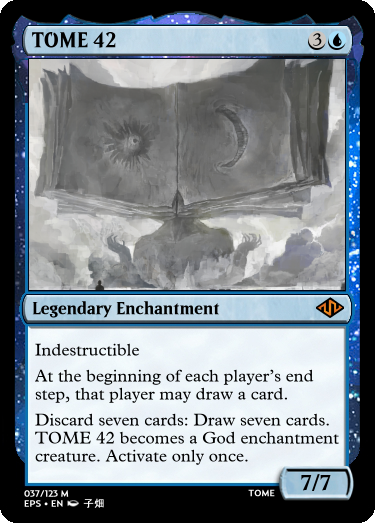 TOME 42
3
Legendary Enchantment
Indestructible
At the beginning of each player's end
step, that player may draw a card.
Discard seven cards: Draw seven cards.
TOME 42 becomes a God enchantment
creature. Activate only once.
7/7
037/123 M
TOME
EPS • EN 子畑